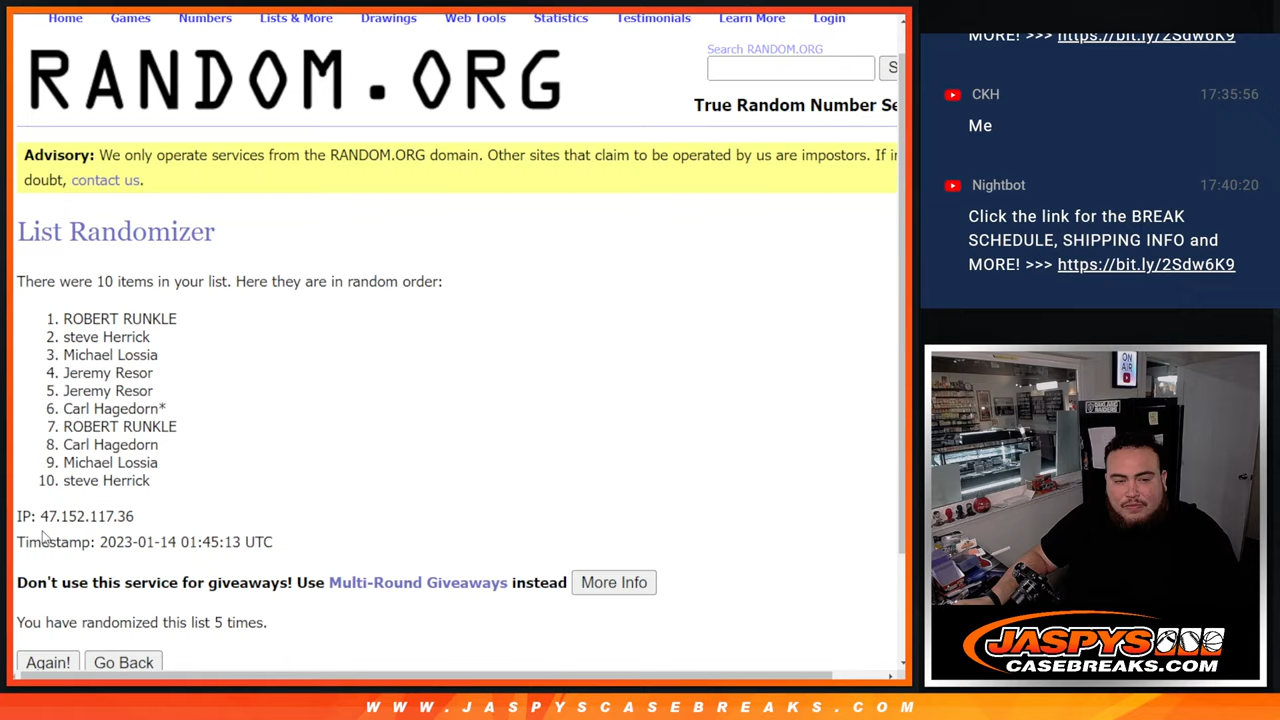 Home Games Numbers Lists & More Drawings Web Tools Statistics Testimonials Learn More Login
RANDOM.ORG
Search RANDOM.ORG
S
True Random Number Se
Advisory: We only operate services from the RANDOM.ORG domain. Other sites that claim to be operated by us are impostors. If in
doubt, contact us.
List Randomizer
There were 10 items in your list. Here they are in random order:
1. ROBERT RUNKLE
2. steve Herrick
3. Michael Lossia
4. Jeremy Resor
5. Jeremy Resor
6. Carl Hagedorn*
7. ROBERT RUNKLE
8. Carl Hagedorn
9. Michael Lossia
10. steve Herrick
IP: 47.152.117.36
Timestamp: 2023-01-14 01:45:13 UTC
Don't use this service for giveaways! Use Multi-Round Giveaways instead More Info
You have randomized this list 5 times.
Again! Go Back
MORE! >>> https://bit.ly/2Sdw6K9
CKH 17:35:56
Me
Nightbot 17:40:20
Click the link for the BREAK
SCHEDULE, SHIPPING INFO and
MORE! >>> https://bit.ly/2Sdw6K9
ON
AIR
JASPYS
CASEBREAKS.COM
WWW.JASPYSCASEBREAKS.COM